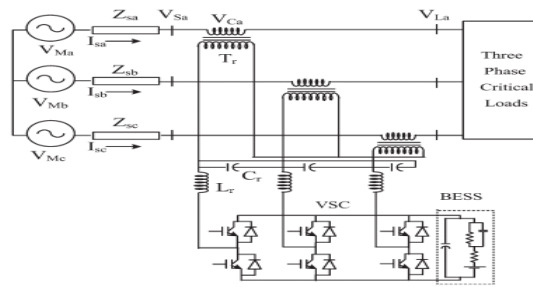 Z_sa V_Sa V_Ca V_La
V_Ma I_sa T_r
Z_sb
V_Mb I_sb
Z_sc
V_Mc I_sc
Three
Phase
Critical
Loads
L_r C_r
VSC BESS